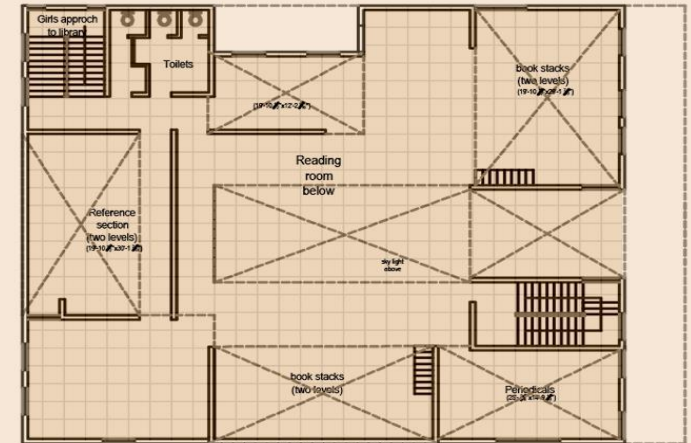 Girls approch
to library
Toilets
book stacks
(two levels)
Reading
room
below
Reference
section
(two levels)
sky light
above
book stacks
(two levels)
Periodicals